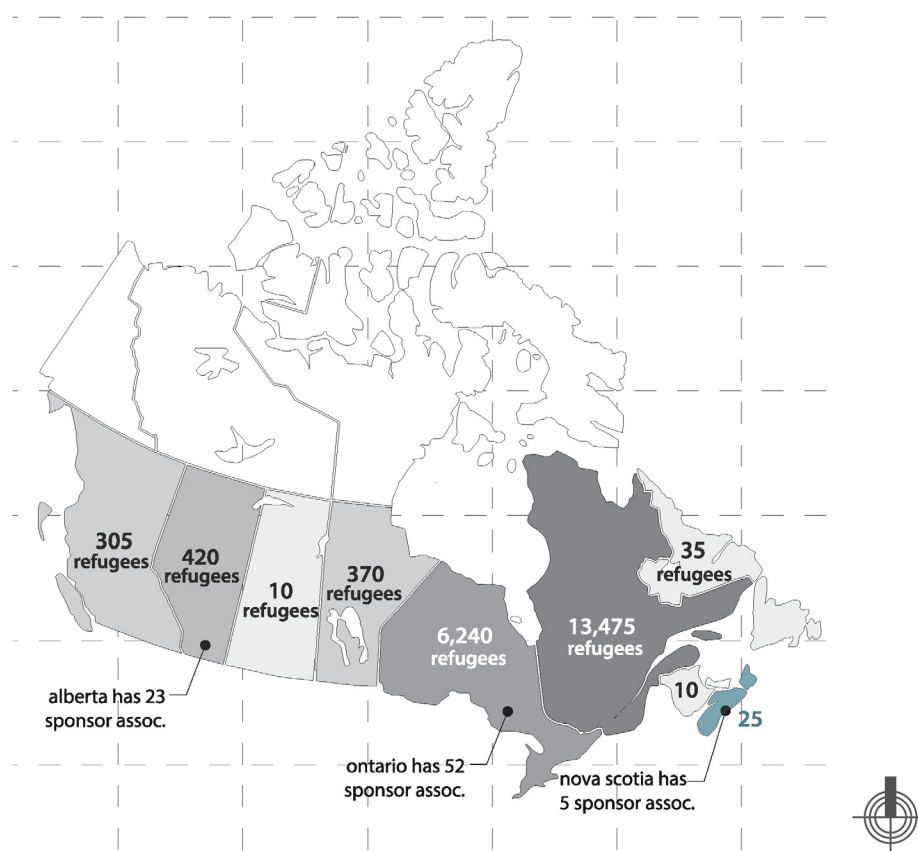 305
refugees
420
refugees
10
refugees
370
refugees
6,240
refugees
13,475
refugees
35
refugees
10
25
alberta has 23
sponsor assoc.
ontario has 52
sponsor assoc.
nova scotia has
5 sponsor assoc.